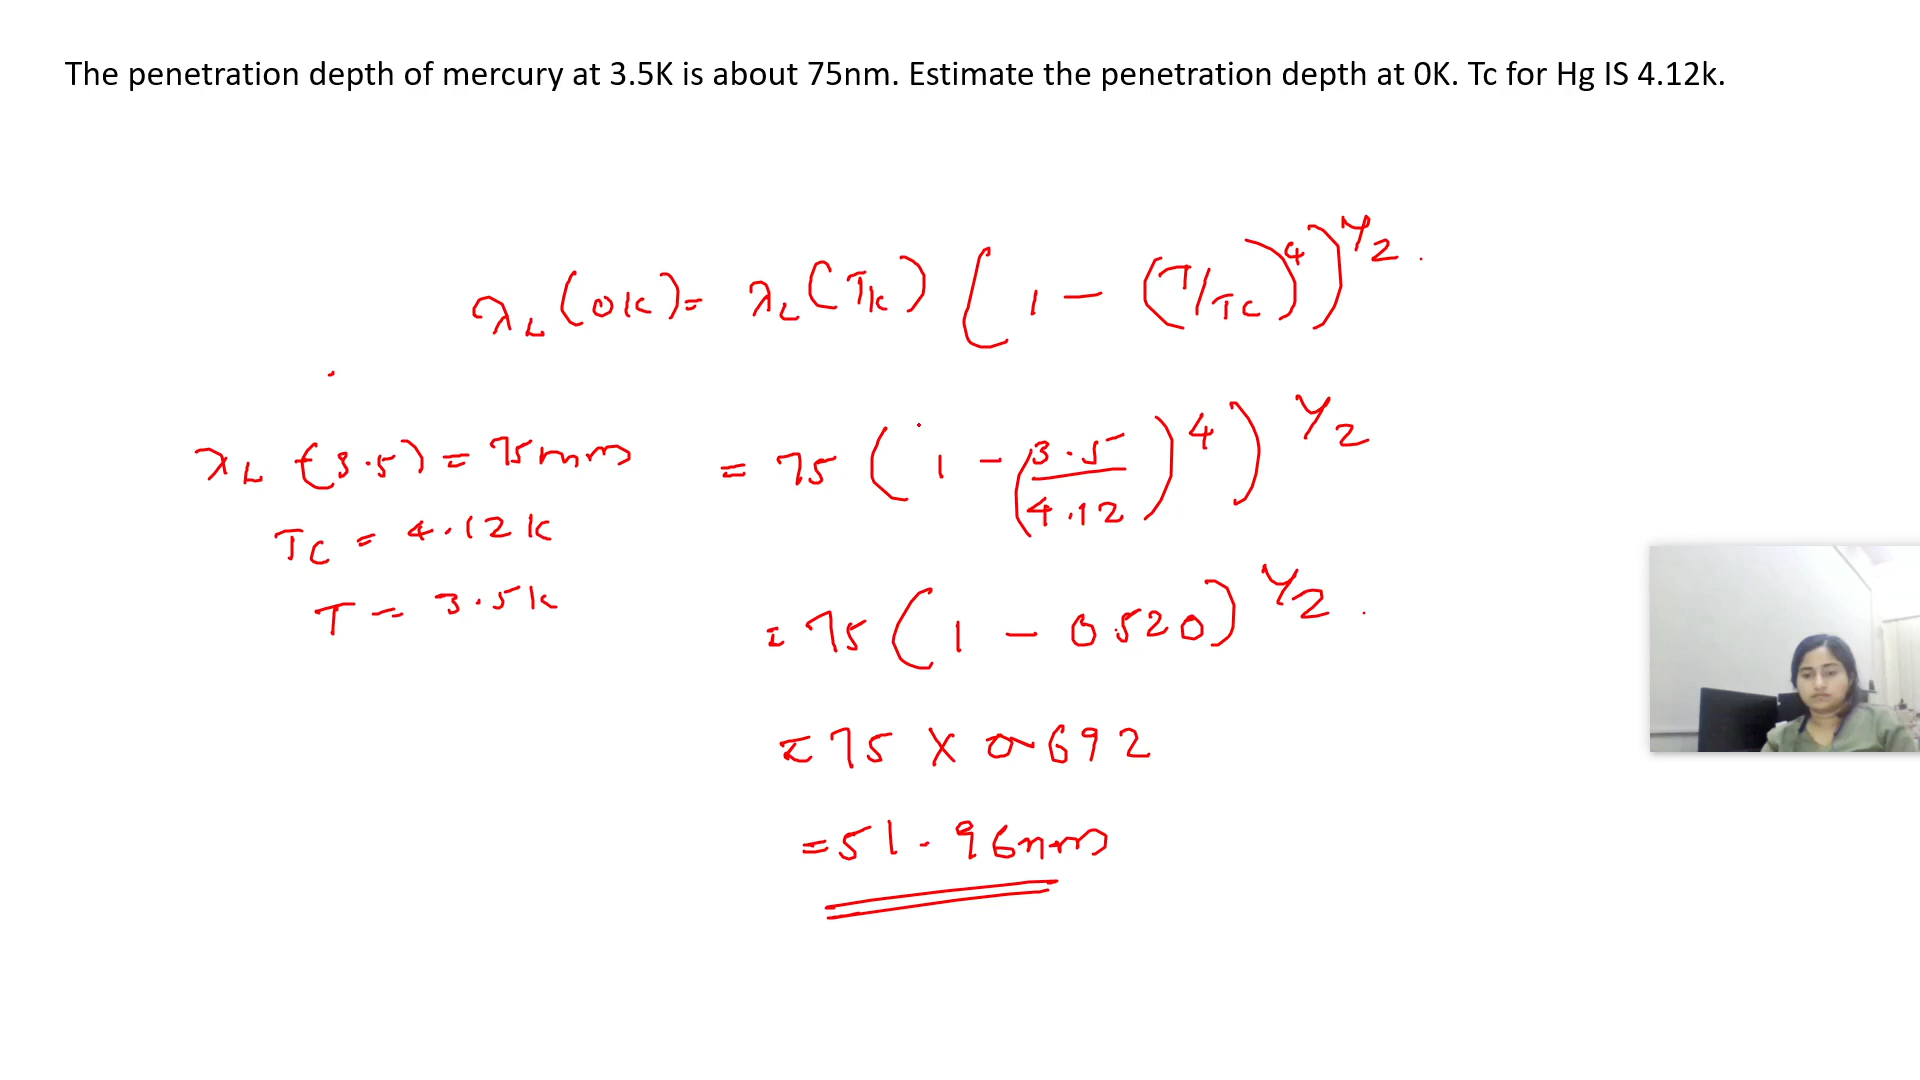 The penetration depth of mercury at 3.5K is about 75nm. Estimate the penetration depth at 0K. Tc for Hg IS 4.12k.
λL (0K) = λL (TK) (1 - (T/Tc)^4)^1/2.
λL (3.5) = 75nm
Tc = 4.12K
T = 3.5K
= 75 (1 - (3.5/4.12)^4)^1/2
= 75 (1 - 0.520)^1/2.
= 75 X 0.692
= 51.96nm